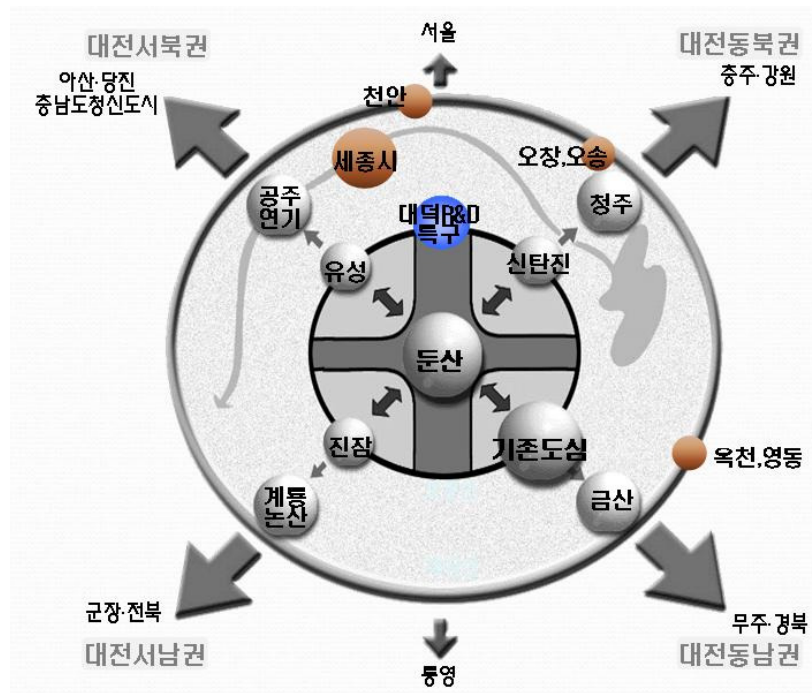 서울
대전서북권
대전동북권
아산·당진
충남도청신도시
충주·강원
천안
세종시
오창,오송
공주
연기
청주
대덕R&D
특구
유성
신탄진
둔산
진잠
기존도심
옥천,영동
계룡
논산
금산
군장·전북
무주·경북
대전서남권
대전동남권
통영